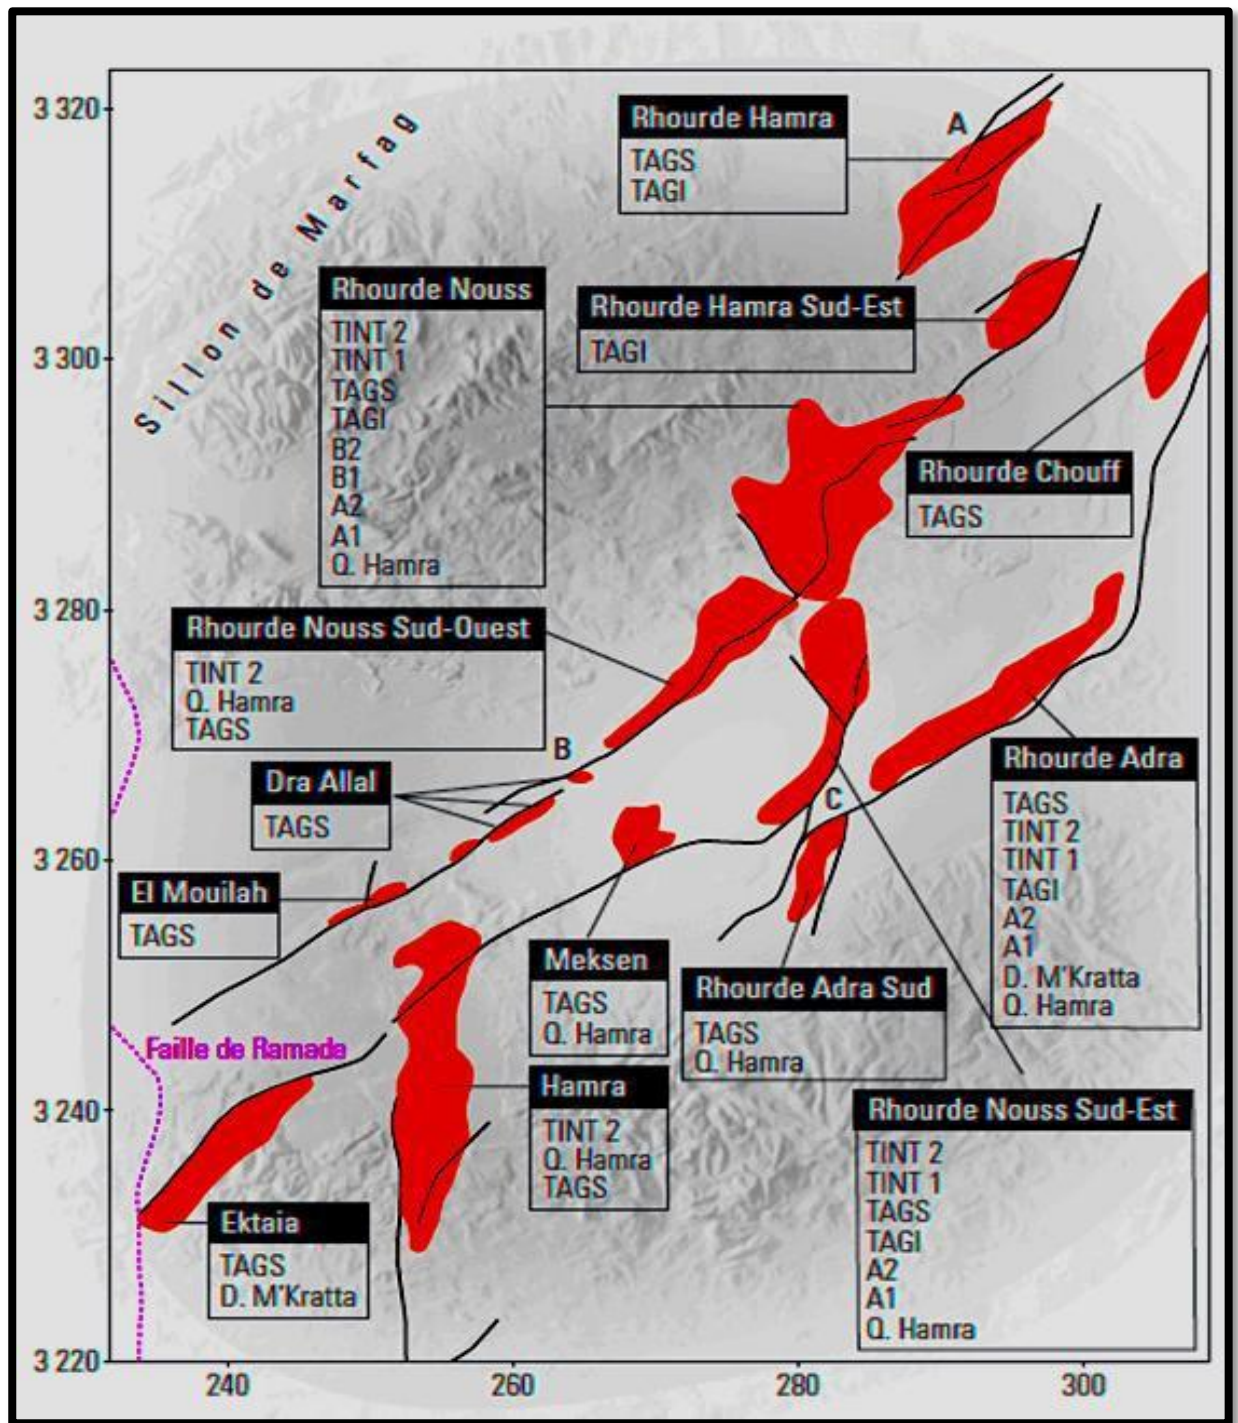 3 320
3 300
3 280
3 260
3 240
3 220
240
260
280
300
Sillon de Marfag
A
Rhourde Hamra
TAGS
TAGI
Rhourde Nouss
TINT 2
TINT 1
TAGS
TAGI
B2
B1
A2
A1
Q. Hamra
Rhourde Hamra Sud-Est
TAGI
Rhourde Chouff
TAGS
Rhourde Nouss Sud-Ouest
TINT 2
Q. Hamra
TAGS
B
Dra Allal
TAGS
C
Rhourde Adra
TAGS
TINT 2
TINT 1
TAGI
A2
A1
D. M'Kratta
Q. Hamra
El Mouilah
TAGS
Meksen
TAGS
Q. Hamra
Rhourde Adra Sud
TAGS
Q. Hamra
Faille de Ramade
Hamra
TINT 2
Q. Hamra
TAGS
Rhourde Nouss Sud-Est
TINT 2
TINT 1
TAGS
TAGI
A2
A1
Q. Hamra
Ektaia
TAGS
D. M'Kratta